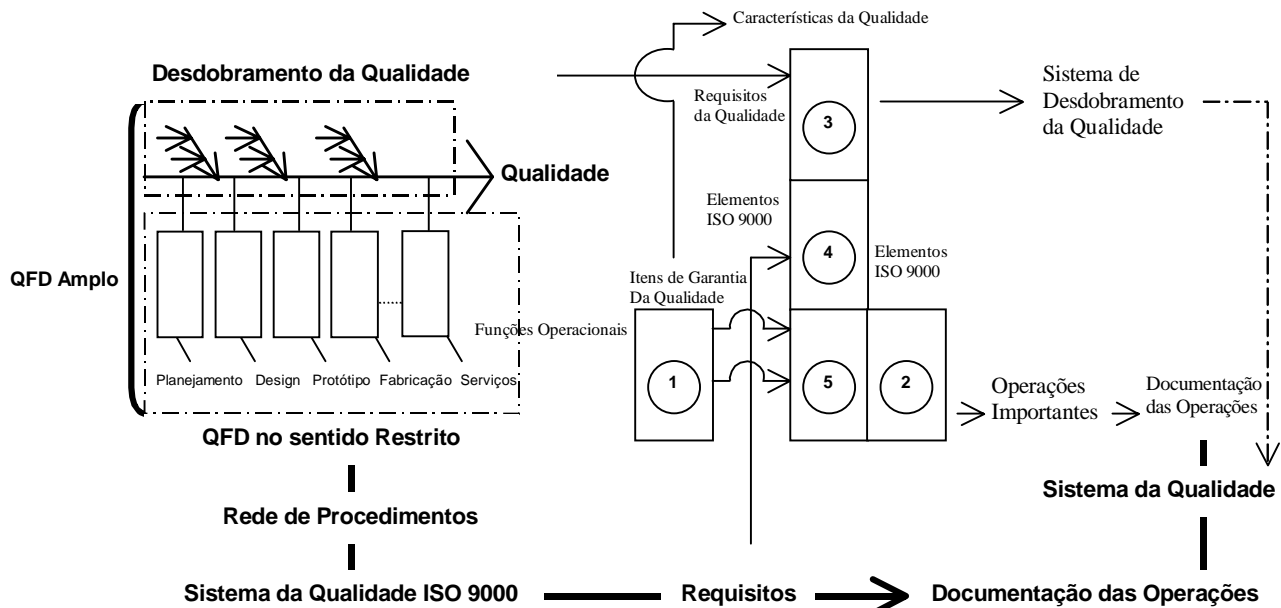 Características da Qualidade
Desdobramento da Qualidade
Requisitos
da Qualidade
3
Sistema de
Desdobramento
da Qualidade
Qualidade
Elementos
ISO 9000
4
Elementos
ISO 9000
QFD Amplo
Itens de Garantia
Da Qualidade
Funções Operacionais
Planejamento
Design
Protótipo
Fabricação
Serviços
1
5
2
Operações
Importantes
Documentação
das Operações
QFD no sentido Restrito
Sistema da Qualidade
Rede de Procedimentos
Sistema da Qualidade ISO 9000
Requisitos
Documentação das Operações